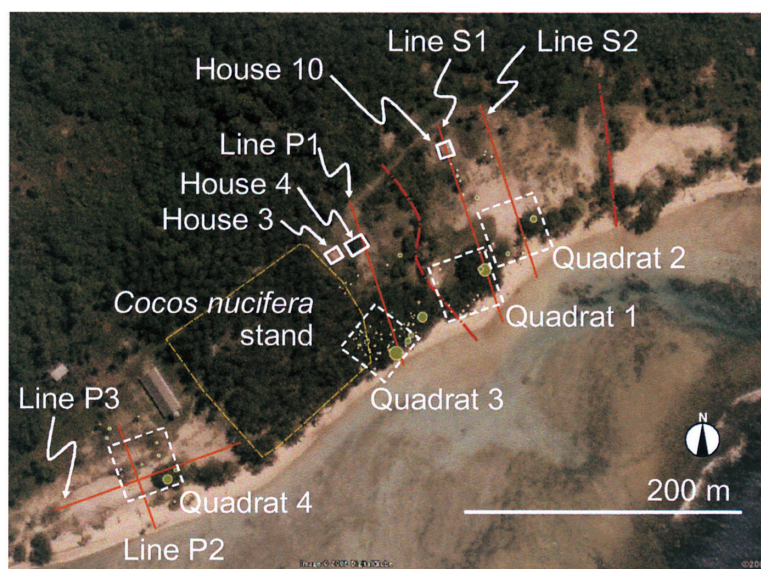 Line S1
Line S2
House 10
Line P1
House 4
House 3
Cocos nucifera
stand
Quadrat 2
Quadrat 1
Quadrat 3
Line P3
Quadrat 4
Line P2
N
200 m